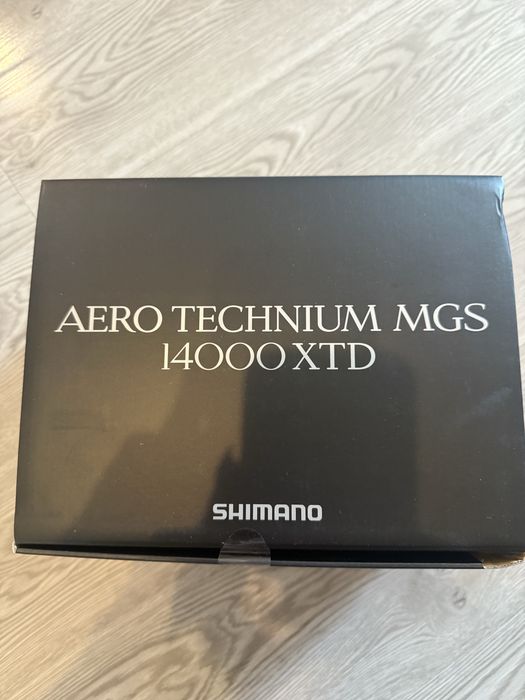 AERO TECHNIUM MGS
14000 XTD
SHIMANO